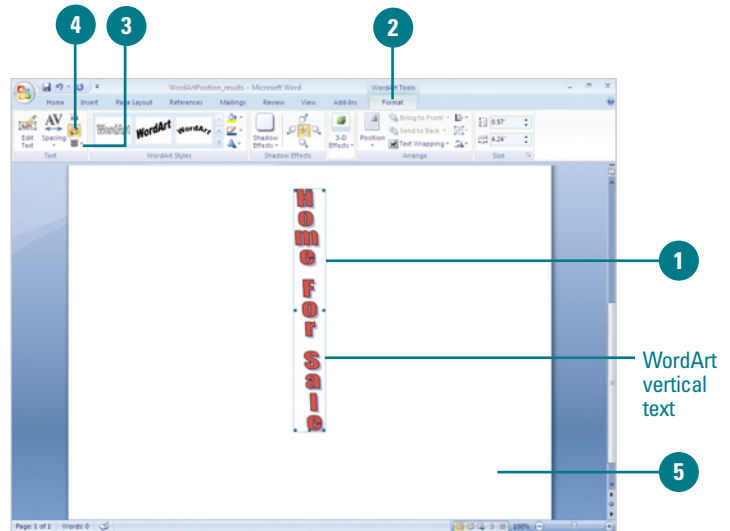 4 3 2
WordArtPosition_results - Microsoft Word WordArt Tools
Home Insert Page Layout References Mailings Review View Add-Ins Format
AV Bring to Front 0.57"
WordArt WordArt WordArt Send to Back
Edit Text Spacing Shadow Effects 3-D Effects Position Text Wrapping 4.24"
Text WordArt Styles Shadow Effects Arrange Size
Home For Sale
1
WordArt
vertical
text
5
Page: 1 of 1 Words: 0 100%